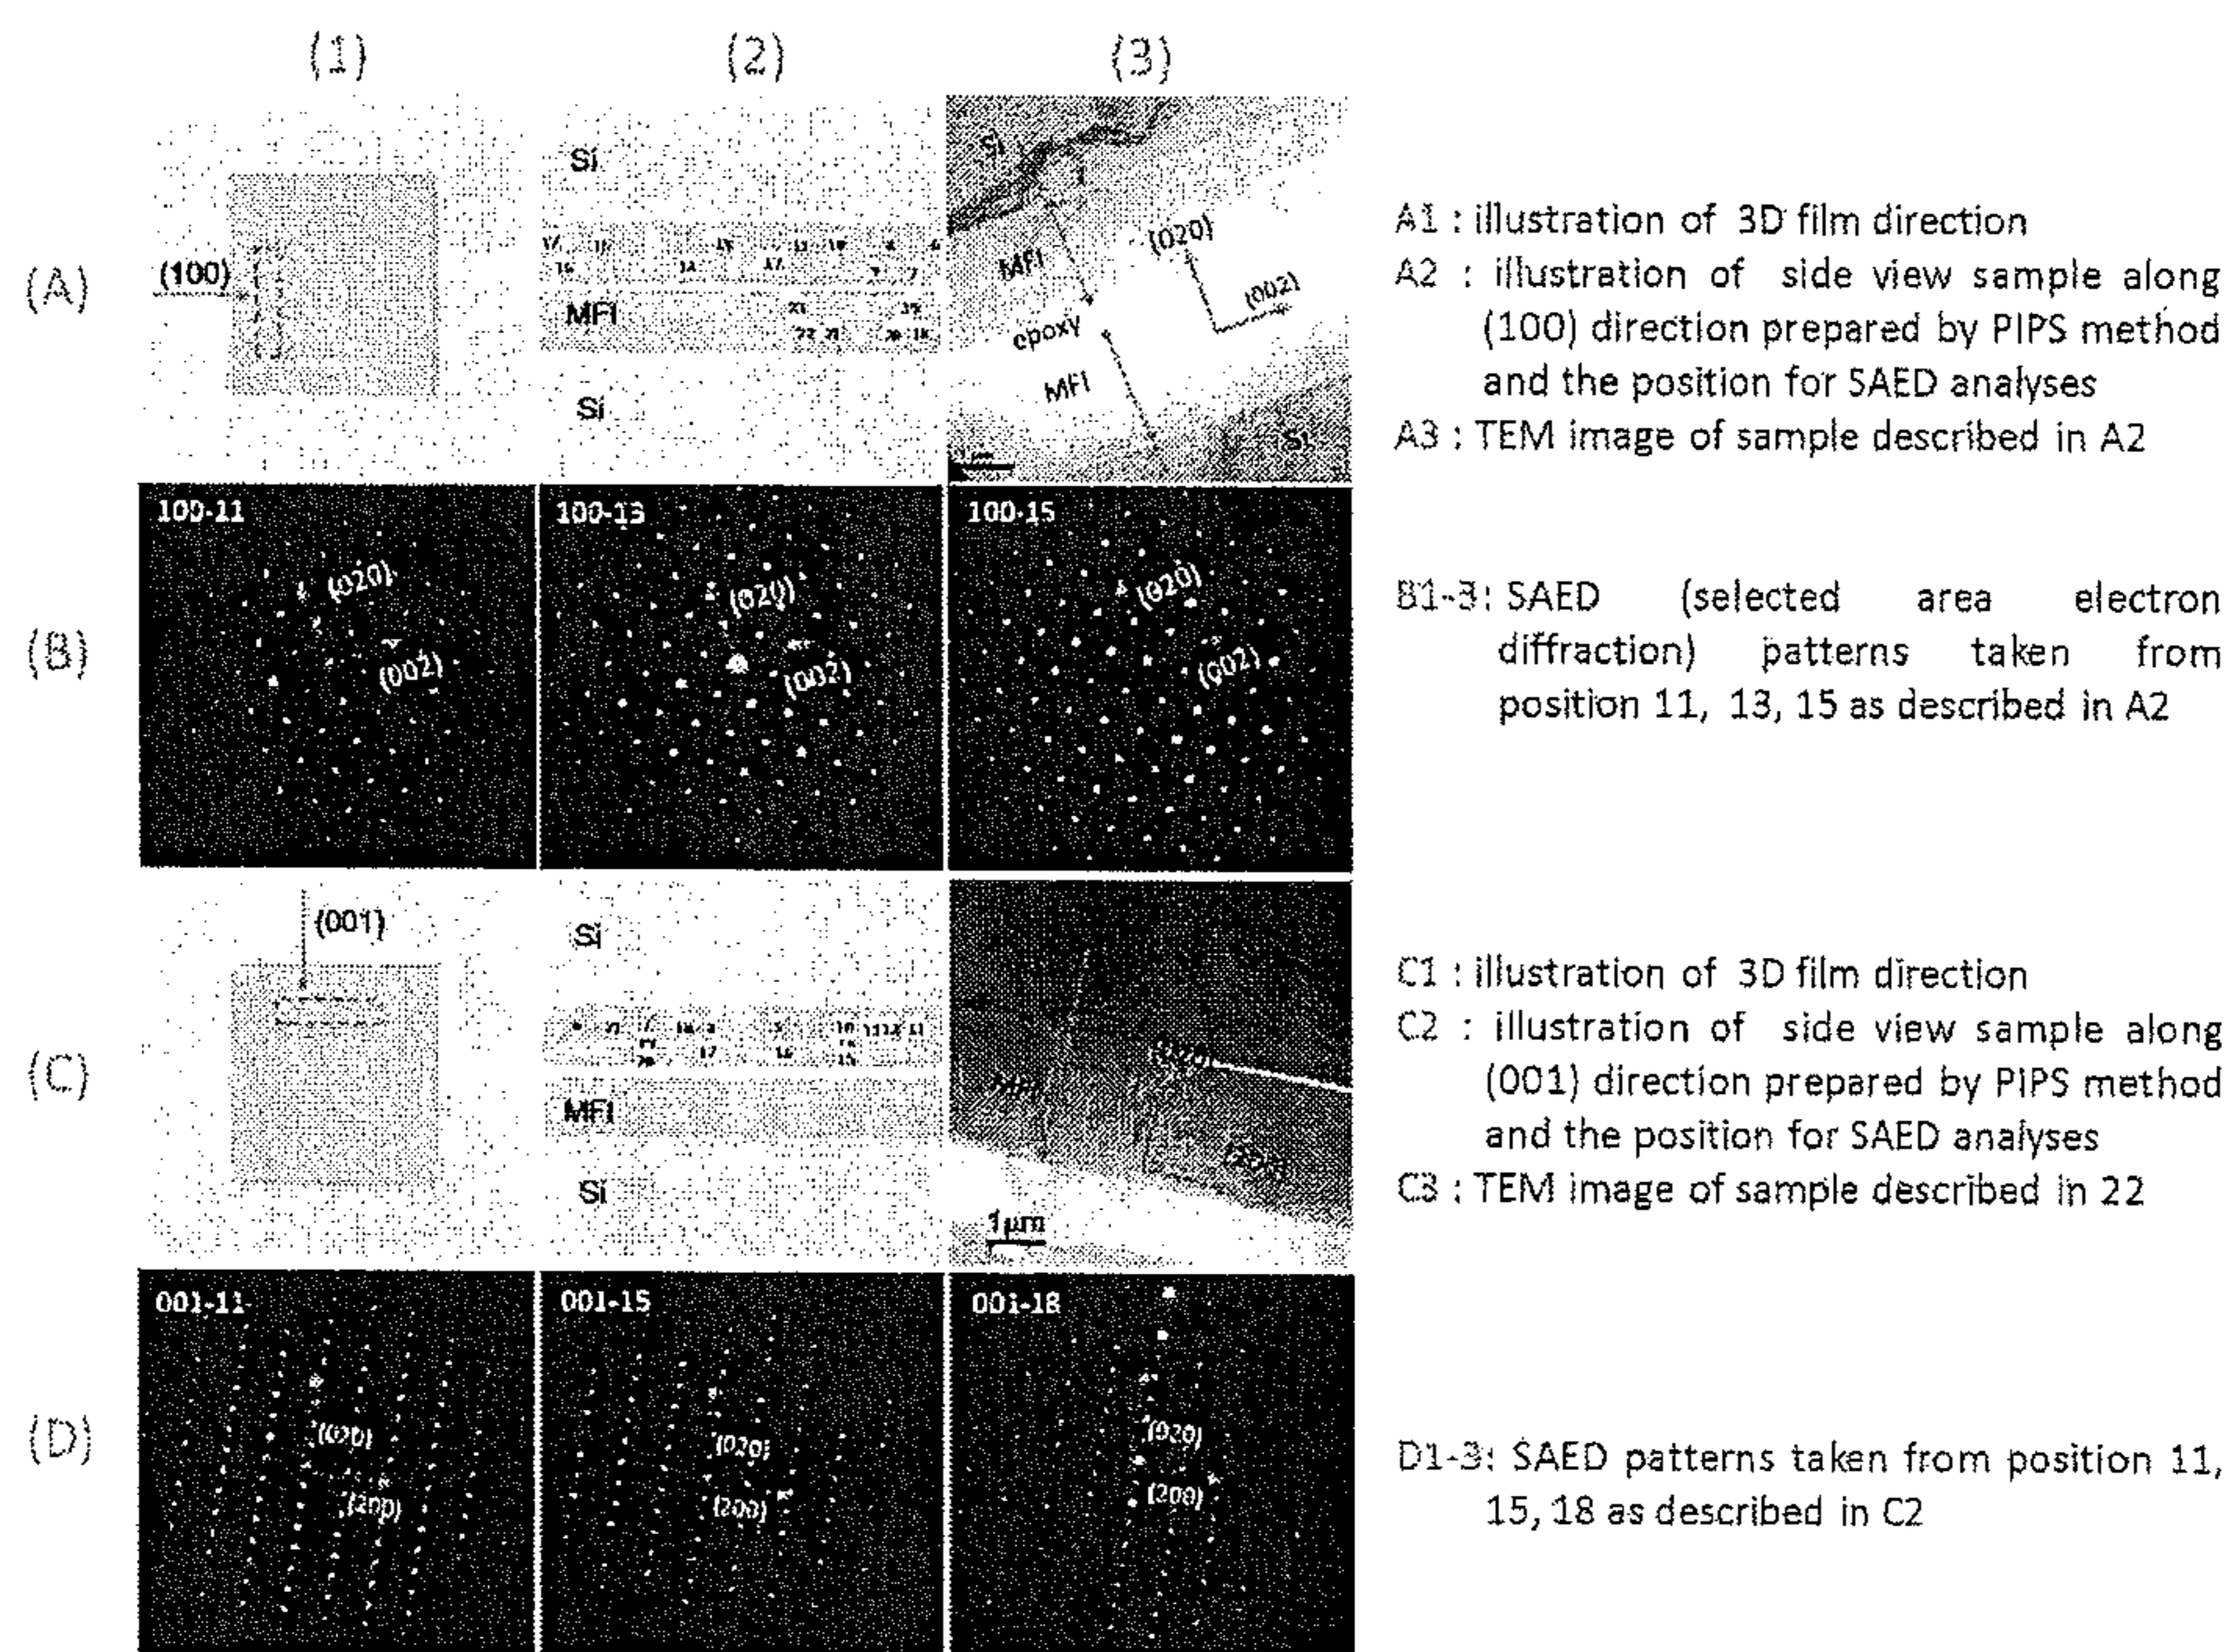 (1) (2) (3)
(A)
(100)
Si
MFI
Si
Si
MFI
epoxy
MFI
Si
(020)
(002)
A1 : illustration of 3D film direction
A2 : illustration of side view sample along
(100) direction prepared by PIPS method
and the position for SAED analyses
A3 : TEM image of sample described in A2
(B)
100-11
(020)
(002)
100-13
(020)
(002)
100-15
(020)
(002)
B1-3: SAED (selected area electron
diffraction) patterns taken from
position 11, 13, 15 as described in A2
(C)
(001)
Si
MFI
Si
MFI
(020)
1μm
C1 : illustration of 3D film direction
C2 : illustration of side view sample along
(001) direction prepared by PIPS method
and the position for SAED analyses
C3 : TEM image of sample described in 22
(D)
001-11
(020)
(200)
001-15
(020)
(200)
001-18
(020)
(200)
D1-3: SAED patterns taken from position 11,
15, 18 as described in C2